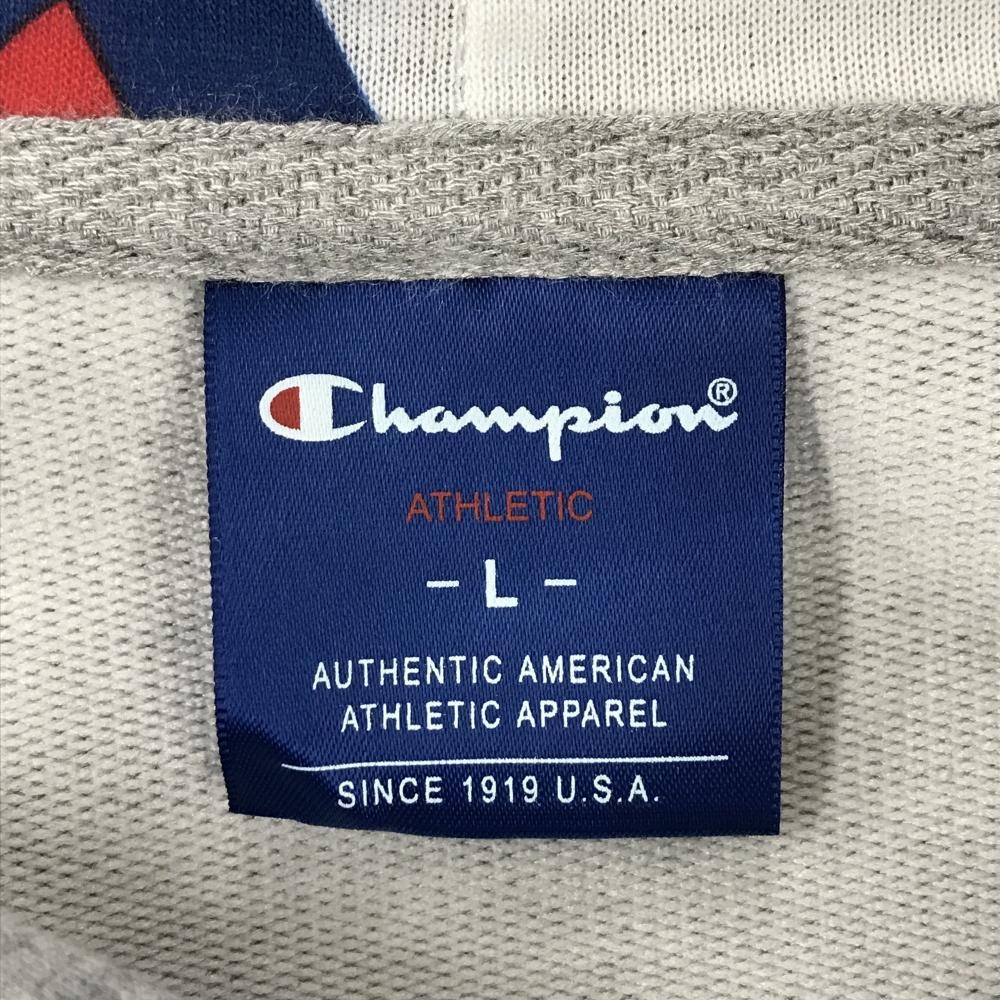 Champion®
ATHLETIC
- L -
AUTHENTIC AMERICAN
ATHLETIC APPAREL
SINCE 1919 U.S.A.